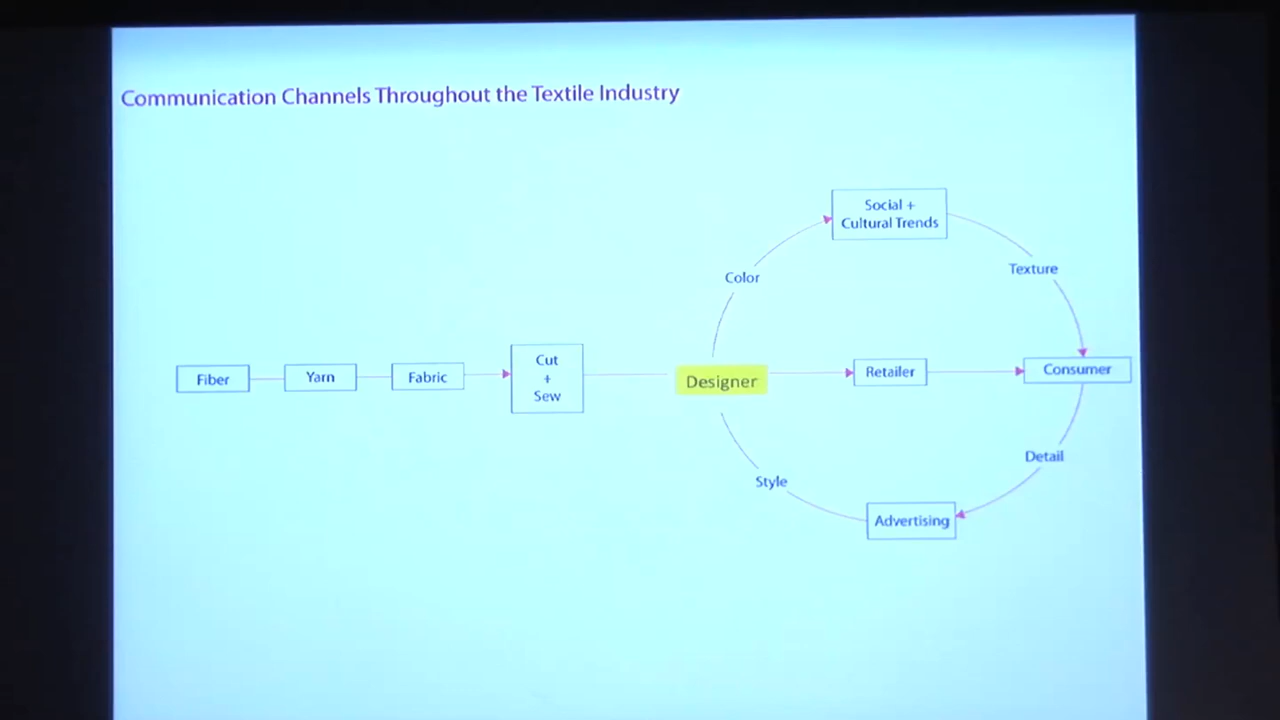 Communication Channels Throughout the Textile Industry
Social +
Cultural Trends
Color
Texture
Fiber
Yarn
Fabric
Cut
+
Sew
Designer
Retailer
Consumer
Detail
Style
Advertising